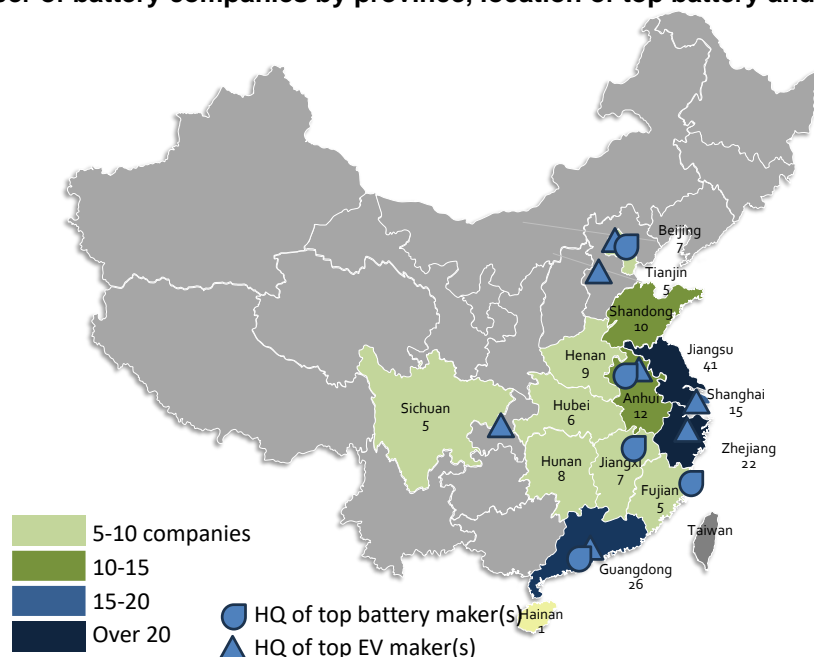 er of battery companies by province, location of top battery and
Beijing
7
Tianjin
5
Shandong
10
Henan
9
Jiangsu
41
Anhui
12
Shanghai
15
Sichuan
5
Hubei
6
Zhejiang
22
Hunan
8
Jiangxi
7
Fujian
5
Taiwan
Guangdong
26
Hainan
1
5-10 companies
10-15
15-20
Over 20
HQ of top battery maker(s)
HQ of top EV maker(s)